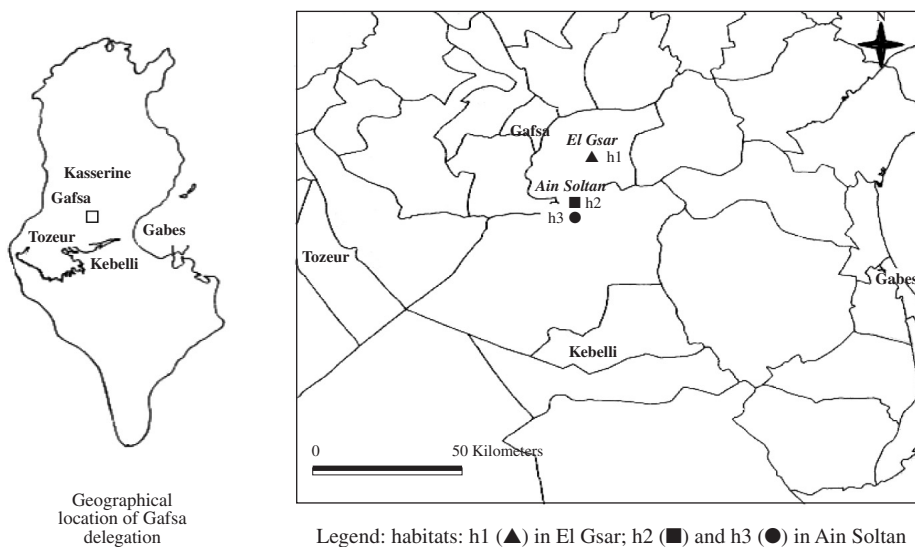 Kasserine
Gafsa
Tozeur
Gabes
Kebelli
Geographical
location of Gafsa
delegation
N
Gafsa
El Gsar
▲ h1
Ain Soltan
■ h2
h3 ●
Tozeur
Gabes
Kebelli
0 50 Kilometers
Legend: habitats: h1 (▲) in El Gsar; h2 (■) and h3 (●) in Ain Soltan